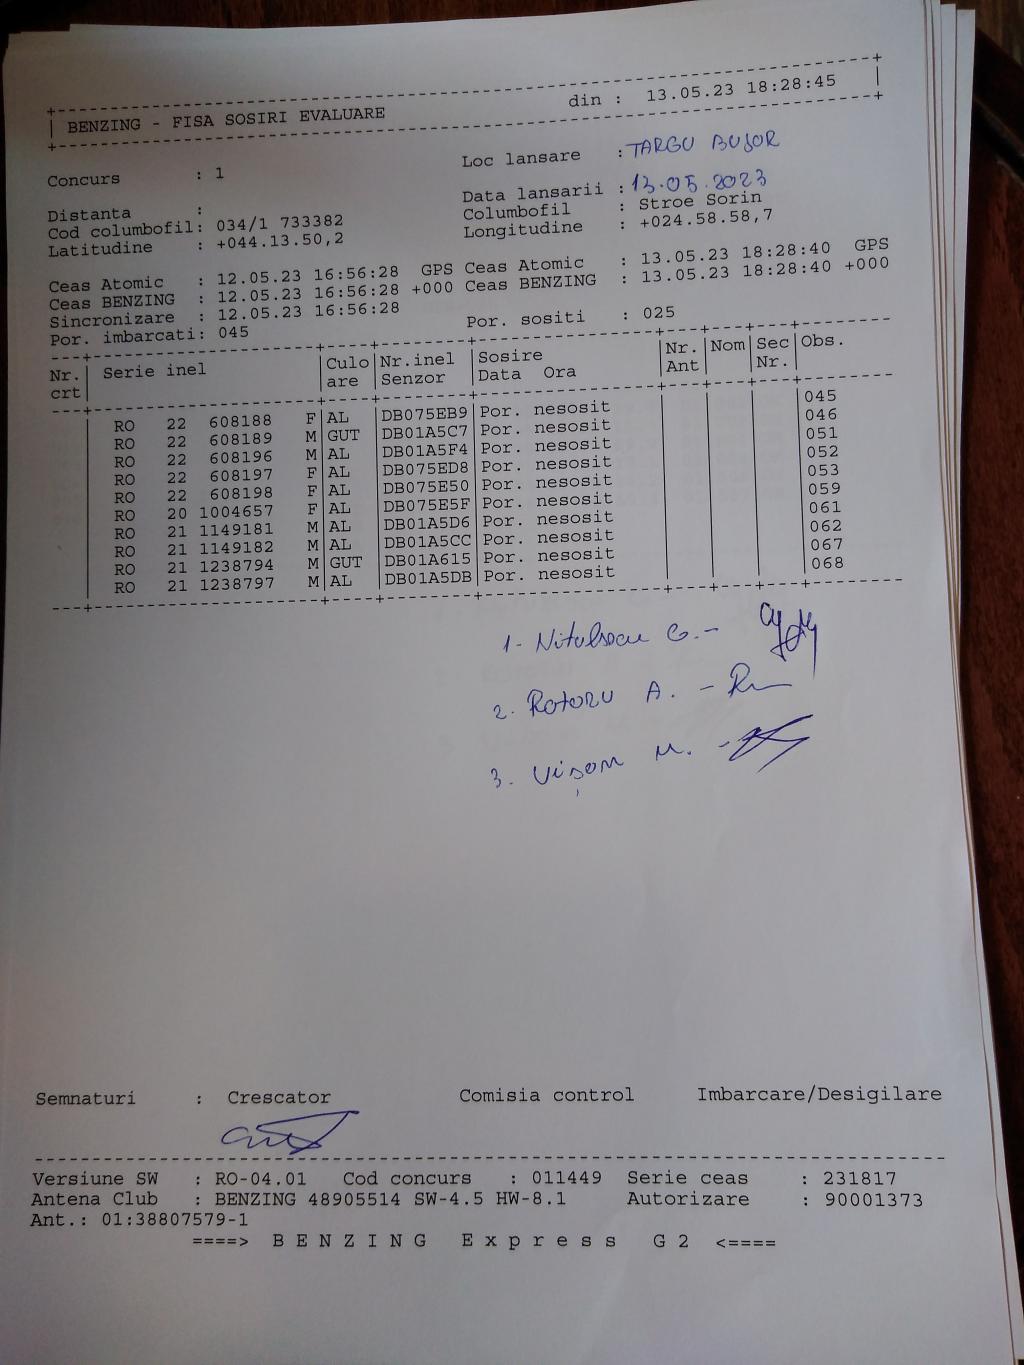 BENZING - FISA SOSIRI EVALUARE din : 13.05.23 18:28:45
Concurs : 1 Loc lansare : TARGU BUJOR
Distanta : Data lansarii : 13.05.2023
Cod columbofil: 034/1 733382 Columbofil : Stroe Sorin
Latitudine : +044.13.50,2 Longitudine : +024.58.58,7
Ceas Atomic : 12.05.23 16:56:28 GPS Ceas Atomic : 13.05.23 18:28:40 GPS
Ceas BENZING : 12.05.23 16:56:28 +000 Ceas BENZING : 13.05.23 18:28:40 +000
Sincronizare : 12.05.23 16:56:28
Por. imbarcati: 045 Por. sositi : 025
Nr. Serie inel Culo Nr.inel Sosire Nr. Nom Sec Obs.
crt are Senzor Data Ora Ant Nr.
RO 22 608188 F AL DB075EB9 Por. nesosit 045
RO 22 608189 M GUT DB01A5C7 Por. nesosit 046
RO 22 608196 M AL DB01A5F4 Por. nesosit 051
RO 22 608197 F AL DB075ED8 Por. nesosit 052
RO 22 608198 F AL DB075E50 Por. nesosit 053
RO 20 1004657 F AL DB075E5F Por. nesosit 059
RO 21 1149181 M AL DB01A5D6 Por. nesosit 061
RO 21 1149182 M AL DB01A5CC Por. nesosit 062
RO 21 1238794 M GUT DB01A615 Por. nesosit 067
RO 21 1238797 M AL DB01A5DB Por. nesosit 068
1- Nitulescu G. -
2. Rotaru A. -
3. Vișan M. -
Semnaturi : Crescator Comisia control Imbarcare/Desigilare
Versiune SW : RO-04.01 Cod concurs : 011449 Serie ceas : 231817
Antena Club : BENZING 48905514 SW-4.5 HW-8.1 Autorizare : 90001373
Ant.: 01:38807579-1
====> B E N Z I N G E x p r e s s G 2 <====